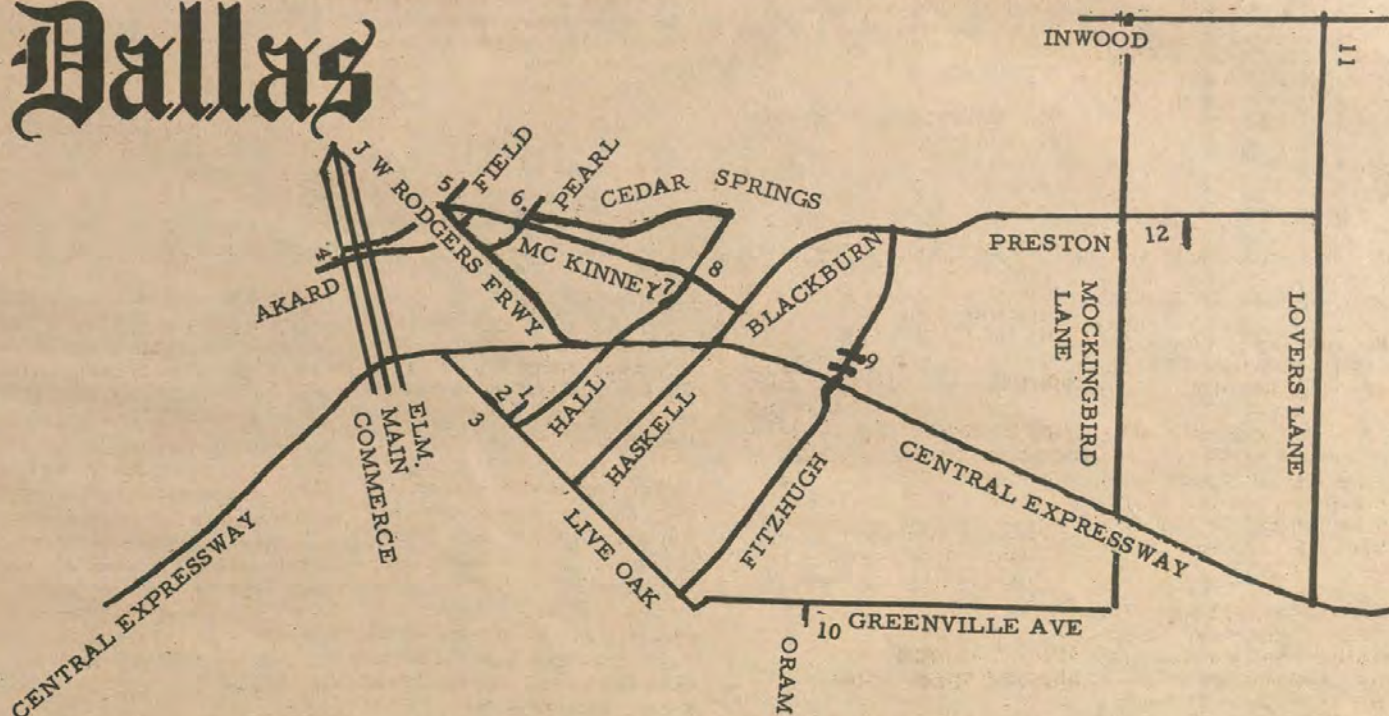 Dallas
INWOOD
11
J W RODGERS FRWY
5
FIELD
6.
PEARL
CEDAR SPRINGS
4
AKARD
MC KINNEY
7
8
BLACKBURN
PRESTON
12
MOCKINGBIRD
LANE
LOVERS LANE
9
1
2
3
HALL
HASKELL
ELM.
MAIN
COMMERCE
FITZHUGH
CENTRAL EXPRESSWAY
LIVE OAK
CENTRAL EXPRESSWAY
10
GREENVILLE AVE
ORAM